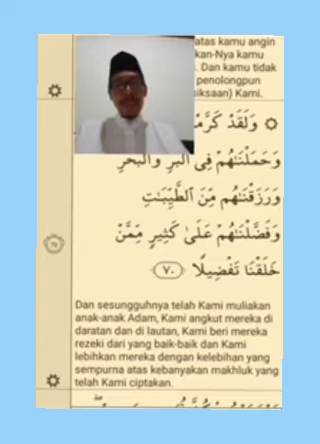 atas kamu angin
kan-Nya kamu
. Dan kamu tidak
penolongpun
iksaan) Kami.
۞ وَلَقَدْ كَرَّمْ
وَحَمَلْنَـٰهُمْ فِى ٱلْبَرِّ وَٱلْبَحْرِ
وَرَزَقْنَـٰهُم مِّنَ ٱلطَّيِّبَـٰتِ
وَفَضَّلْنَـٰهُمْ عَلَىٰ كَثِيرٍ مِّمَّنْ
خَلَقْنَا تَفْضِيلًا ٧٠
Dan sesungguhnya telah Kami muliakan
anak-anak Adam, Kami angkut mereka di
daratan dan di lautan, Kami beri mereka
rezeki dari yang baik-baik dan Kami
lebihkan mereka dengan kelebihan yang
sempurna atas kebanyakan makhluk yang
telah Kami ciptakan.